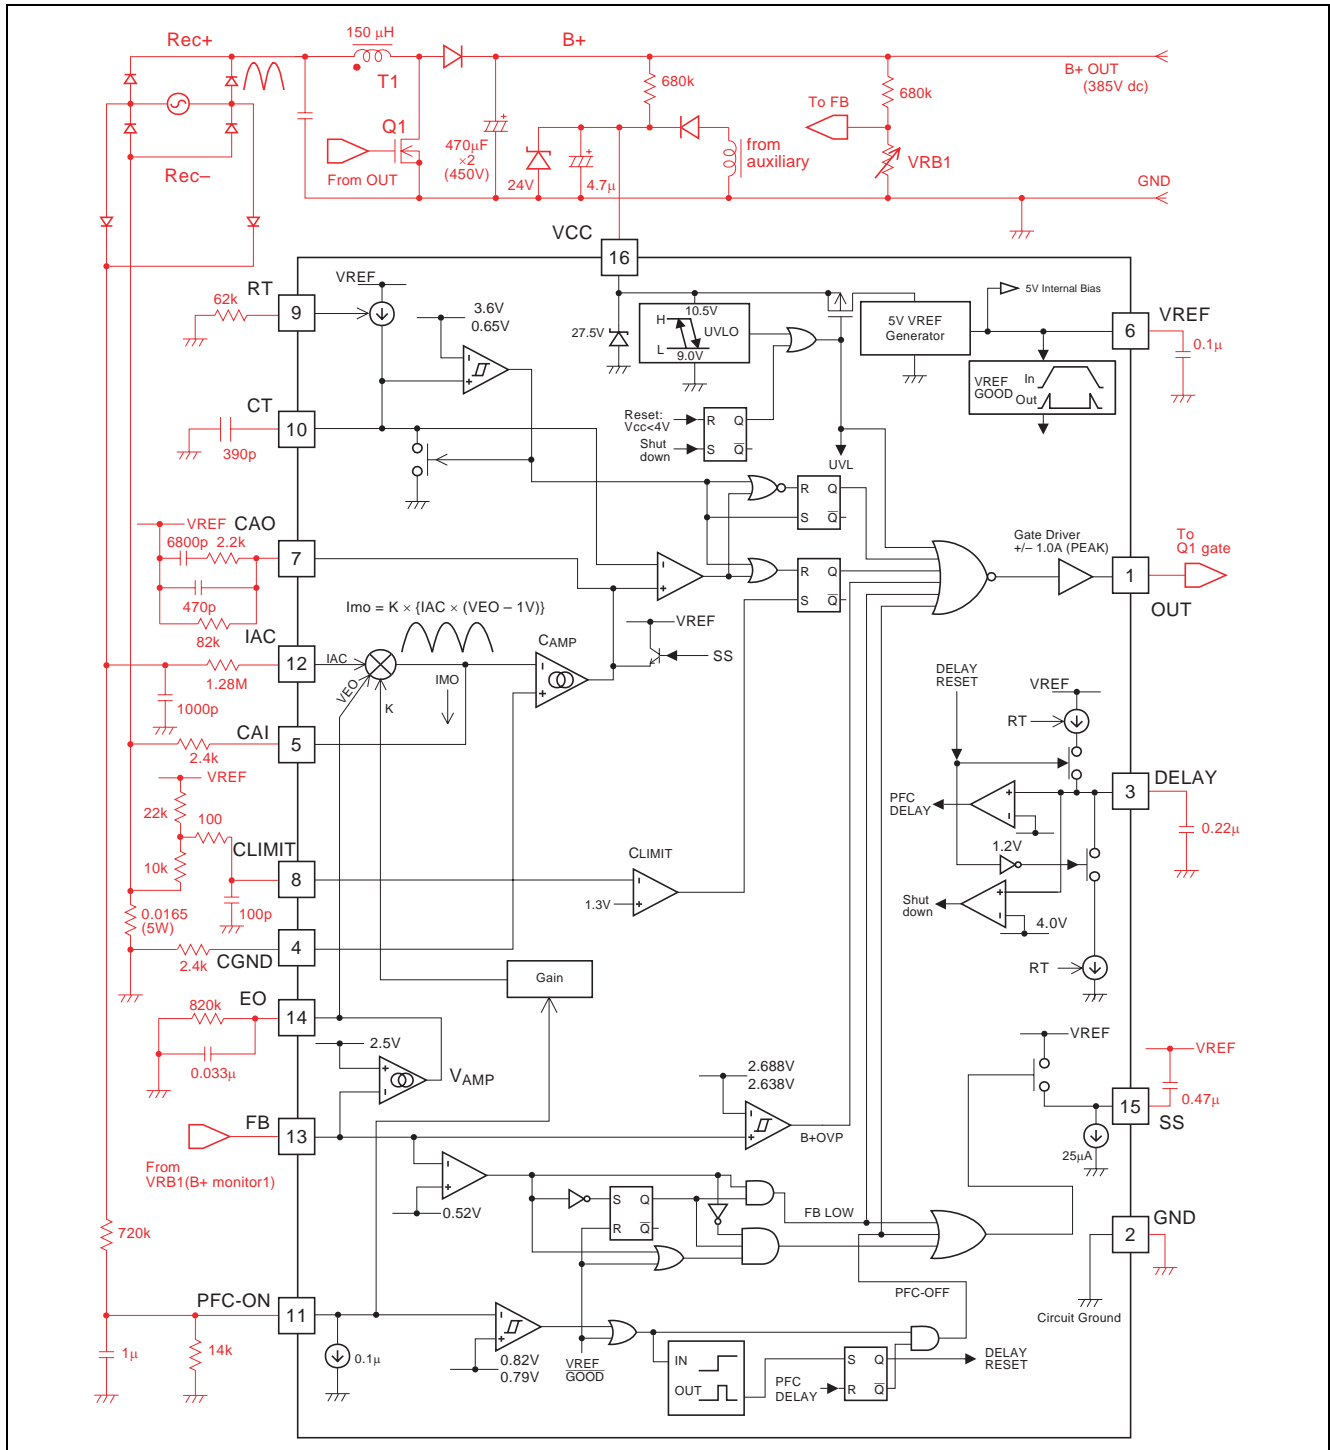 150 µH
Rec+
B+
T1
680k
680k
B+ OUT
(385V dc)
To FB
Q1
470µF
×2
(450V)
from
auxiliary
VRB1
Rec–
From OUT
24V
4.7µ
GND
VCC
16
RT
9
62k
VREF
3.6V
0.65V
27.5V
H
L
10.5V
UVLO
9.0V
5V VREF
Generator
5V Internal Bias
6
VREF
0.1µ
VREF
GOOD
In
Out
CT
10
390p
Reset:
Vcc<4V
Shut
down
R Q
S Q
UVL
R Q
S Q
CAO
VREF
6800p 2.2k
7
470p
82k
Gate Driver
+/– 1.0A (PEAK)
To
Q1 gate
1
OUT
R Q
S Q
Imo = K × {IAC × (VEO – 1V)}
VREF
SS
CAMP
IAC
12
IAC
1.28M
1000p
VEO
K
IMO
DELAY
RESET
VREF
RT
CAI
5
2.4k
VREF
22k
100
10k
PFC
DELAY
1.2V
3
DELAY
0.22µ
CLIMIT
8
CLIMIT
1.3V
100p
0.0165
(5W)
Shut
down
4.0V
4
CGND
2.4k
RT
Gain
EO
820k
14
0.033µ
2.5V
VAMP
VREF
VREF
2.688V
2.638V
15
SS
0.47µ
FB
13
B+OVP
25µA
From
VRB1(B+ monitor1)
0.52V
S Q
R Q
FB LOW
GND
2
720k
PFC-OFF
PFC-ON
11
Circuit Ground
1µ
14k
0.1µ
0.82V
0.79V
VREF
GOOD
IN
OUT
PFC
DELAY
S Q
R Q
DELAY
RESET